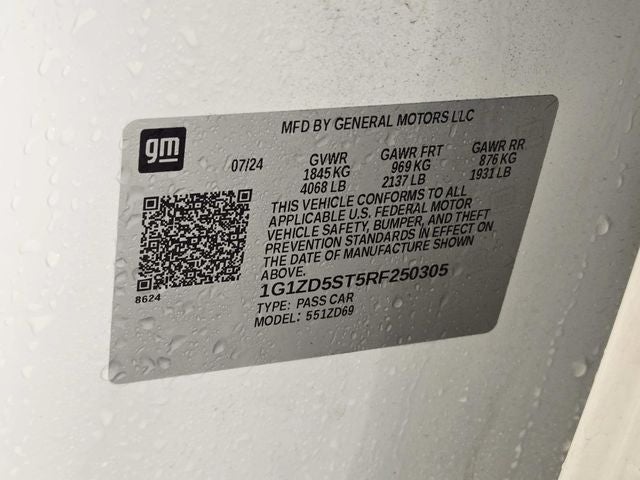 MFD BY GENERAL MOTORS LLC
gm
07/24 GVWR GAWR FRT GAWR RR
1845 KG 969 KG 876 KG
4068 LB 2137 LB 1931 LB
THIS VEHICLE CONFORMS TO ALL
APPLICABLE U.S. FEDERAL MOTOR
VEHICLE SAFETY, BUMPER, AND THEFT
PREVENTION STANDARDS IN EFFECT ON
THE DATE OF MANUFACTURE SHOWN
ABOVE.
8624
1G1ZD5ST5RF250305
TYPE: PASS CAR
MODEL: 551ZD69